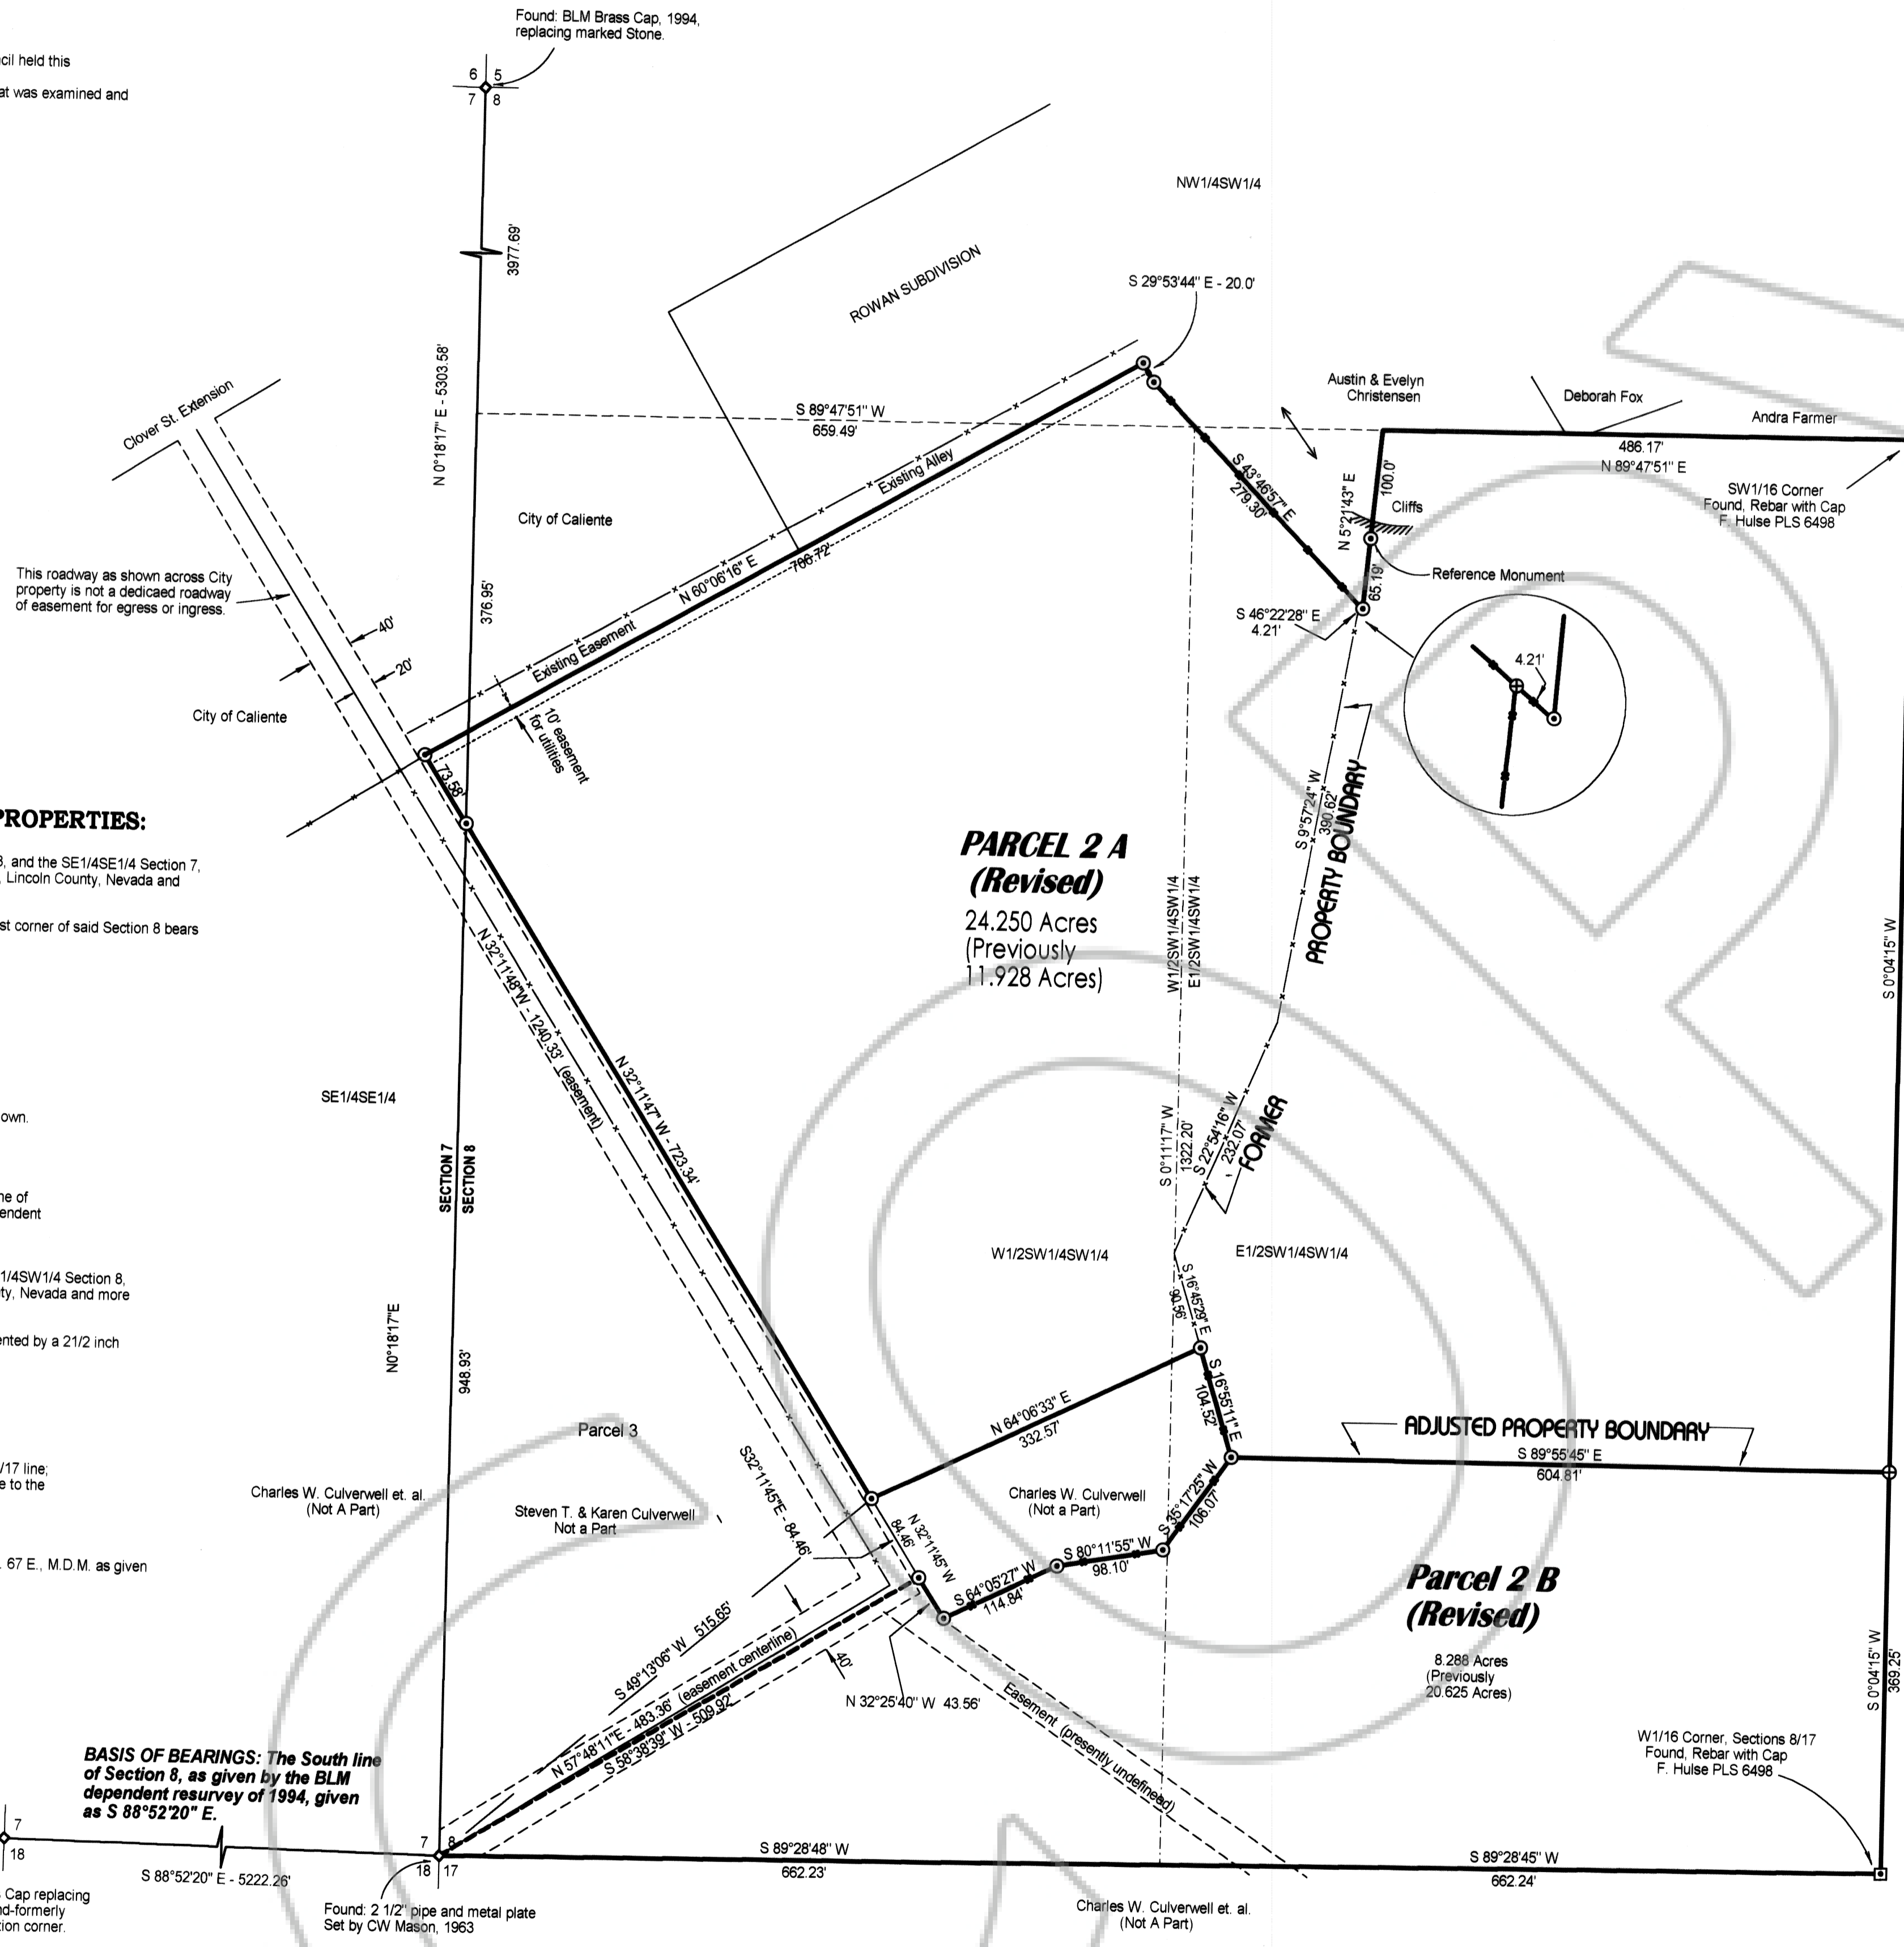 Found: BLM Brass Cap, 1994,
replacing marked Stone.
cil held this
at was examined and
6 5
7 8
3977.69'
N 0°18'17" E - 5303.58'
376.95'
NW1/4SW1/4
ROWAN SUBDIVISION
S 29°53'44" E - 20.0'
Clover St. Extension
S 89°47'51" W
659.49'
Existing Alley
City of Caliente
N 60°06'16" E
706.72'
Existing Easement
10' easement
for utilities
This roadway as shown across City
property is not a dedicaed roadway
of easement for egress or ingress.
40'
20'
City of Caliente
73.58'
Austin & Evelyn
Christensen
Deborah Fox
Andra Farmer
486.17'
N 89°47'51" E
SW1/16 Corner
Found, Rebar with Cap
F. Hulse PLS 6498
S 43°46'57" E
279.30'
N 5°21'43" E
100.0'
Cliffs
Reference Monument
65.19'
S 46°22'28" E
4.21'
4.21'
PROPERTIES:
, and the SE1/4SE1/4 Section 7,
, Lincoln County, Nevada and
st corner of said Section 8 bears
PARCEL 2 A
(Revised)
24.250 Acres
(Previously
11.928 Acres)
S 9°57'24" W
390.62'
PROPERTY BOUNDARY
FORMER
W1/2SW1/4SW1/4
E1/2SW1/4SW1/4
S 0°04'15" W
N 32°11'48"W - 1240.33' (easement)
N 32°11'47" W - 723.34'
SE1/4SE1/4
SECTION 7
SECTION 8
S 0°11'17" W
1322.20'
S 22°54'16" W
232.07'
own.
ne of
endent
W1/2SW1/4SW1/4
E1/2SW1/4SW1/4
1/4SW1/4 Section 8,
ty, Nevada and more
ented by a 21/2 inch
N0°18'17"E
948.93'
S 16°45'29" E
90.56'
S 16°55'11" E
104.52'
N 64°06'33" E
332.57'
ADJUSTED PROPERTY BOUNDARY
S 89°55'45" E
604.81'
Parcel 3
/17 line;
e to the
Charles W. Culverwell et. al.
(Not A Part)
Steven T. & Karen Culverwell
Not a Part
S32°11'45"E - 84.46'
N 32°11'45" W
84.46'
Charles W. Culverwell
(Not a Part)
S 35°17'25" W
106.07'
S 80°11'55" W
98.10'
S 64°05'27" W
114.84'
. 67 E., M.D.M. as given
Parcel 2 B
(Revised)
8.288 Acres
(Previously
20.625 Acres)
S 0°04'15" W
369.25'
S 49°13'06" W 515.65'
N 57°48'11"E - 483.36' (easement centerline)
S 58°38'39" W - 509.92'
40'
N 32°25'40" W 43.56'
Easement (presently undefinedd)
W1/16 Corner, Sections 8/17
Found, Rebar with Cap
F. Hulse PLS 6498
BASIS OF BEARINGS: The South line
of Section 8, as given by the BLM
dependent resurvey of 1994, given
as S 88°52'20" E.
7
18
7 8
18 17
S 88°52'20" E - 5222.26'
S 89°28'48" W
662.23'
S 89°28'45" W
662.24'
Cap replacing
nd-formerly
tion corner.
Found: 2 1/2" pipe and metal plate
Set by CW Mason, 1963
Charles W. Culverwell et. al.
(Not A Part)